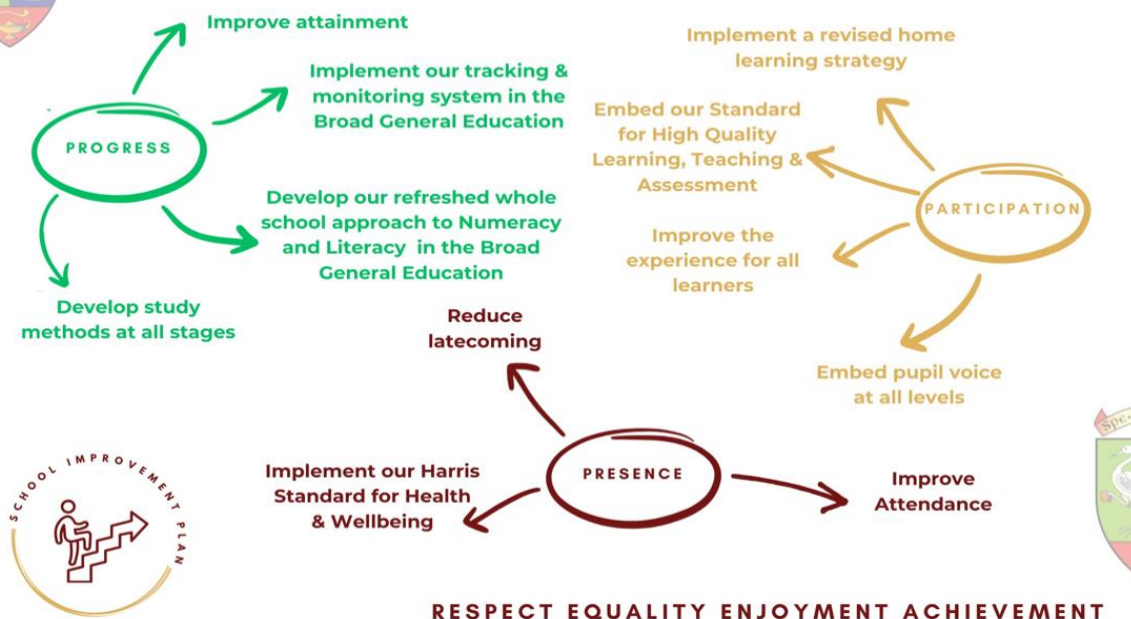 Improve attainment
Implement our tracking &
monitoring system in the
Broad General Education
PROGRESS
Develop our refreshed whole
school approach to Numeracy
and Literacy in the Broad
General Education
Develop study
methods at all stages
Implement a revised home
learning strategy
Embed our Standard
for High Quality
Learning, Teaching &
Assessment
PARTICIPATION
Improve the
experience for all
learners
Embed pupil voice
at all levels
Reduce
latecoming
PRESENCE
Implement our Harris
Standard for Health
& Wellbeing
Improve
Attendance
SCHOOL IMPROVEMENT PLAN
RESPECT EQUALITY ENJOYMENT ACHIEVEMENT